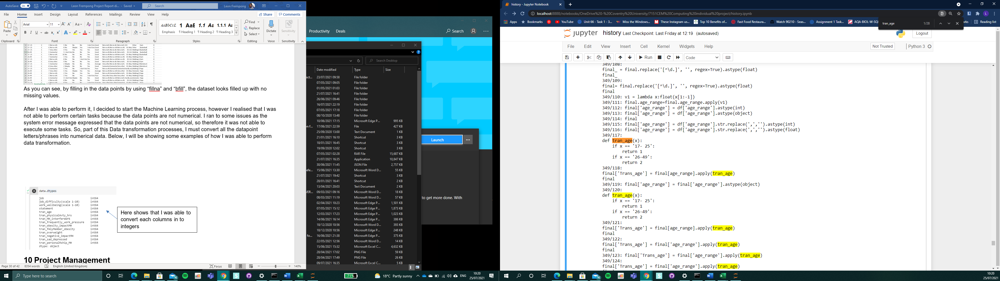 AutoSave On
Leon Frempong Project Report di... - Saved
Search
Leon Frempong
File Home Insert Design Layout References Mailings Review View Help
Share Comments
Paste
Arial 11
AaBbCcD Emphasis
1 AaB 1 Heading 1
1.1 Aa 1 Heading 2
1.1.1 Aa 1 Heading 3
Find
Replace
Select
Dictate
Sensitivity
Clipboard Font Paragraph Styles Editing Voice Sensitivity
As you can see, by filling in the data points by using “fillna” and “bfill”, the dataset looks filled up with no
missing values.
After I was able to perform it, I decided to start the Machine Learning process, however I realised that I was
not able to perform certain tasks because the data points are not numerical. I ran to some issues as the
system error message expressed that the data points are not numerical, so therefore it was not able to
execute some tasks. So, part of this Data transformation processes, I must convert all the datapoint
letters/phrases into numerical data. Below, I will be showing some examples of how I was able to perform
data transformation.
data.dtypes
job int64
job_difficulty(scale 1-10) int64
work_wellbeing(scale 1-10) int64
statement int64
tran_age int64
tran_physicalAvty_hrs int64
tran_MH_interfereWrk int64
tran_frequently_work_pressure int64
tran_obesity_impactMH int64
tran_fmlyMember_obesity int64
tran_overweight int64
tran_negative_impactMH int64
tran_sad_depressed int64
tran_personalRship_MH int64
dtype: object
Here shows that I was able to
convert each columns in to
integers
10 Project Management
Page 30 of 42 8354 words English (United Kingdom) Focus 140%
Productivity Deals
Search
Search Desktop
Date modified Type Size
23/07/2021 09:58 File folder
07/05/2021 09:05 File folder
01/05/2021 01:03 File folder
21/07/2021 16:41 File folder
26/06/2021 09:46 File folder
16/07/2021 22:19 File folder
07/05/2021 17:18 File folder
08/10/2020 13:48 File folder
10/06/2021 17:15 Microsoft Edge P... 995 KB
17/06/2021 22:59 File 427 KB
25/09/2020 13:00 Text Document 1 KB
21/01/2021 16:10 Shortcut 3 KB
18/01/2021 16:45 Shortcut 3 KB
19/09/2020 12:02 Shortcut 3 KB
07/05/2021 02:28 RAR File 15,687 KB
21/07/2021 16:35 Application 10,847 KB
30/06/2021 11:45 JSON File 2,757 KB
15/06/2021 13:30 Microsoft Word D... 55 KB
21/07/2021 19:42 Shortcut 3 KB
28/01/2021 16:41 Shortcut 2 KB
13/04/2021 20:03 Text Document 2 KB
09/03/2021 09:16 Microsoft Word D... 18 KB
08/03/2021 11:19 Microsoft Word D... 57 KB
02/04/2021 10:23 Microsoft Edge P... 1,501 KB
07/05/2021 15:12 Microsoft Edge P... 1,873 KB
12/03/2021 17:23 Microsoft Edge P... 1,023 KB
14/06/2021 16:14 Microsoft Edge P... 386 KB
18/12/2020 10:56 Microsoft Word D... 393 KB
18/12/2020 10:56 Microsoft Edge P... 248 KB
16/06/2021 21:38 Microsoft Edge P... 375 KB
22/05/2021 12:56 Microsoft Word D... 14 KB
15/06/2021 15:32 Microsoft Excel C... 4,632 KB
28/04/2021 17:02 PNG File 59 KB
28/04/2021 17:49 PNG File 26 KB
09/07/2021 16:35 Microsoft Excel C... 5 KB
Launch
to get more done. With
Type here to search
71%
18°C Partly sunny
ENG
10:20
25/07/2021
history - Jupyter Notebook
localhost:8888/notebooks/OneDrive%20-%20Coventry%20University/7151CEM%20Computing%20individual%20project/history.ipynb
Apps Bookmarks YouTube Unit 66 - Task 1 - 3... Miss the Windows... These Instagram us... Top 10 Benefits of... Fast Food Restaura... Watch 90210 - Seas... Assignment 1 Task... AQA-BIOL-W-SQ
Reading list
tran_age 1/28
jupyter history Last Checkpoint: Last Friday at 12:19 (autosaved)
Logout
File Edit View Insert Cell Kernel Widgets Help
Not Trusted Python 3
Run Code
349/108:
final_ = final.replace('[^\d.]', '', regex=True).astype(float)
final_
349/109:
final= final.replace('[^\d.]', '', regex=True).astype(float)
final
349/110: v1 = lambda x:float(x[1:-1])
349/111: final.age_range=final.age_range.apply(v1)
349/112: final['age_range'] = df['age_range'].astype(int)
349/113: final['age_range'] = df['age_range'].astype(object)
349/114: final
349/115: final['age_range'] = df['age_range'].str.replace(',','').astype(int)
349/116: final['age_range'] = df['age_range'].str.replace(',','').astype(float)
349/117:
def tran_age(x):
if x == '17- 25':
return 1
if x == '26-49':
return 2
349/118:
final['Trans_age'] = final[age_range].apply(tran_age)
final
349/119: final['age_range'] = final['age_range'].astype(object)
349/120:
def tran_age(x):
if x == '17- 25':
return 1
if x == '26-49':
return 2
349/121:
final['Trans_age'] = final[age_range].apply(tran_age)
final
349/122:
final['Trans_age'] = final['age_range'].apply(tran_age)
final
349/123: final['Trans_age'] = final['age_range'].apply(tran_age)
349/124:
final['Trans_age'] = final['age_range'].apply(tran_age)
10:20
25/07/2021